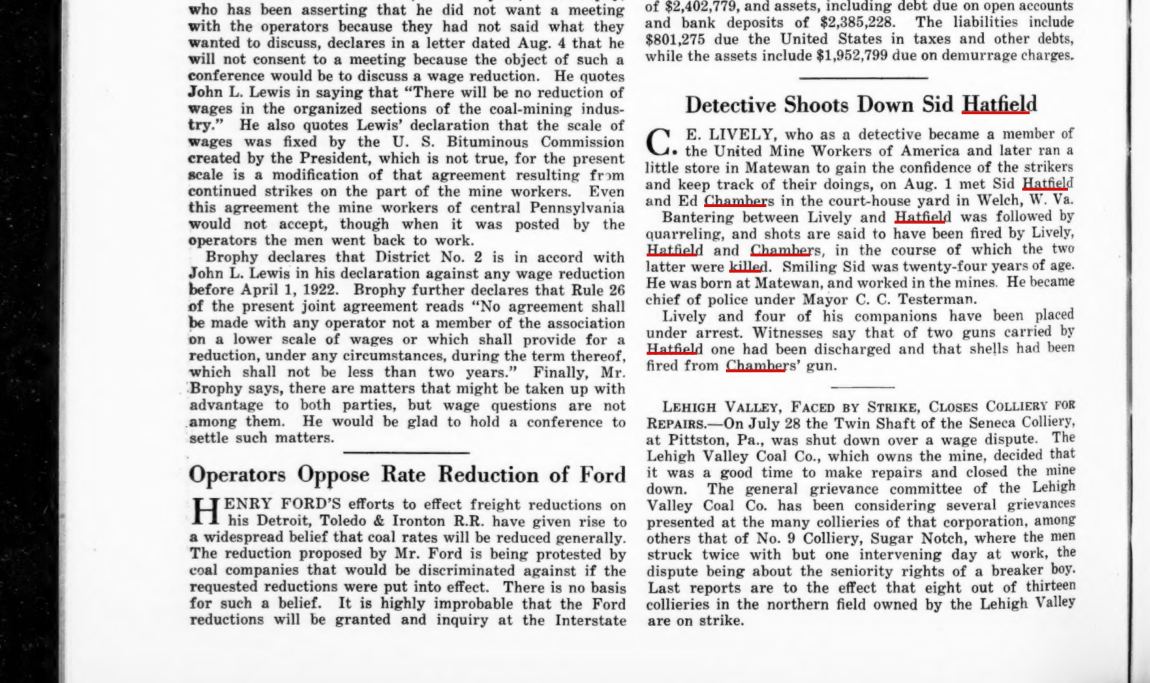 who has been asserting that he did not want a meeting
with the operators because they had not said what they
wanted to discuss, declares in a letter dated Aug. 4 that he
will not consent to a meeting because the object of such a
conference would be to discuss a wage reduction. He quotes
John L. Lewis in saying that “There will be no reduction of
wages in the organized sections of the coal-mining indus-
try.” He also quotes Lewis’ declaration that the scale of
wages was fixed by the U. S. Bituminous Commission
created by the President, which is not true, for the present
scale is a modification of that agreement resulting from
continued strikes on the part of the mine workers. Even
this agreement the mine workers of central Pennsylvania
would not accept, though when it was posted by the
operators the men went back to work.
Brophy declares that District No. 2 is in accord with
John L. Lewis in his declaration against any wage reduction
before April 1, 1922. Brophy further declares that Rule 26
of the present joint agreement reads “No agreement shall
be made with any operator not a member of the association
on a lower scale of wages or which shall provide for a
reduction, under any circumstances, during the term thereof,
which shall not be less than two years.” Finally, Mr.
Brophy says, there are matters that might be taken up with
advantage to both parties, but wage questions are not
among them. He would be glad to hold a conference to
settle such matters.
Operators Oppose Rate Reduction of Ford
HENRY FORD’S efforts to effect freight reductions on
his Detroit, Toledo & Ironton R.R. have given rise to
a widespread belief that coal rates will be reduced generally.
The reduction proposed by Mr. Ford is being protested by
coal companies that would be discriminated against if the
requested reductions were put into effect. There is no basis
for such a belief. It is highly improbable that the Ford
reductions will be granted and inquiry at the Interstate
of $2,402,779, and assets, including debt due on open accounts
and bank deposits of $2,385,228. The liabilities include
$801,275 due the United States in taxes and other debts,
while the assets include $1,952,799 due on demurrage charges.
Detective Shoots Down Sid Hatfield
C. E. LIVELY, who as a detective became a member of
the United Mine Workers of America and later ran a
little store in Matewan to gain the confidence of the strikers
and keep track of their doings, on Aug. 1 met Sid Hatfield
and Ed Chambers in the court-house yard in Welch, W. Va.
Bantering between Lively and Hatfield was followed by
quarreling, and shots are said to have been fired by Lively,
Hatfield and Chambers, in the course of which the two
latter were killed. Smiling Sid was twenty-four years of age.
He was born at Matewan, and worked in the mines. He became
chief of police under Mayor C. C. Testerman.
Lively and four of his companions have been placed
under arrest. Witnesses say that of two guns carried by
Hatfield one had been discharged and that shells had been
fired from Chambers’ gun.
LEHIGH VALLEY, FACED BY STRIKE, CLOSES COLLIERY FOR
REPAIRS.—On July 28 the Twin Shaft of the Seneca Colliery,
at Pittston, Pa., was shut down over a wage dispute. The
Lehigh Valley Coal Co., which owns the mine, decided that
it was a good time to make repairs and closed the mine
down. The general grievance committee of the Lehigh
Valley Coal Co. has been considering several grievances
presented at the many collieries of that corporation, among
others that of No. 9 Colliery, Sugar Notch, where the men
struck twice with but one intervening day at work, the
dispute being about the seniority rights of a breaker boy.
Last reports are to the effect that eight out of thirteen
collieries in the northern field owned by the Lehigh Valley
are on strike.